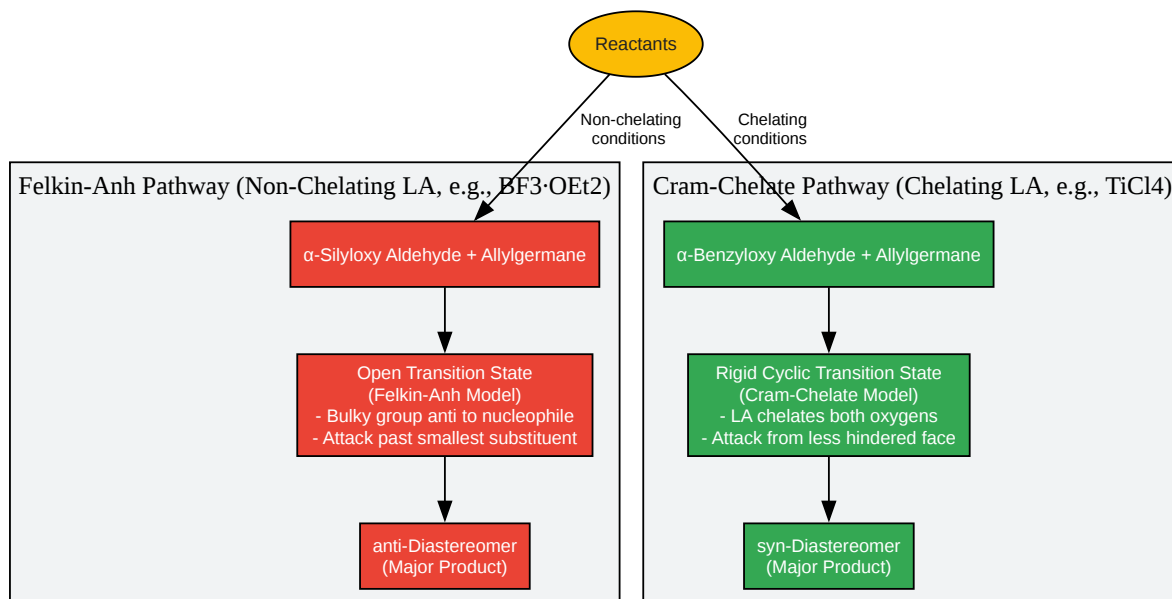 Reactants
Non-chelating
conditions
Chelating
conditions
Felkin-Anh Pathway (Non-Chelating LA, e.g., BF3·OEt2)
α-Silyloxy Aldehyde + Allylgermane
Open Transition State
(Felkin-Anh Model)
- Bulky group anti to nucleophile
- Attack past smallest substituent
anti-Diastereomer
(Major Product)
Cram-Chelate Pathway (Chelating LA, e.g., TiCl4)
α-Benzyloxy Aldehyde + Allylgermane
Rigid Cyclic Transition State
(Cram-Chelate Model)
- LA chelates both oxygens
- Attack from less hindered face
syn-Diastereomer
(Major Product)